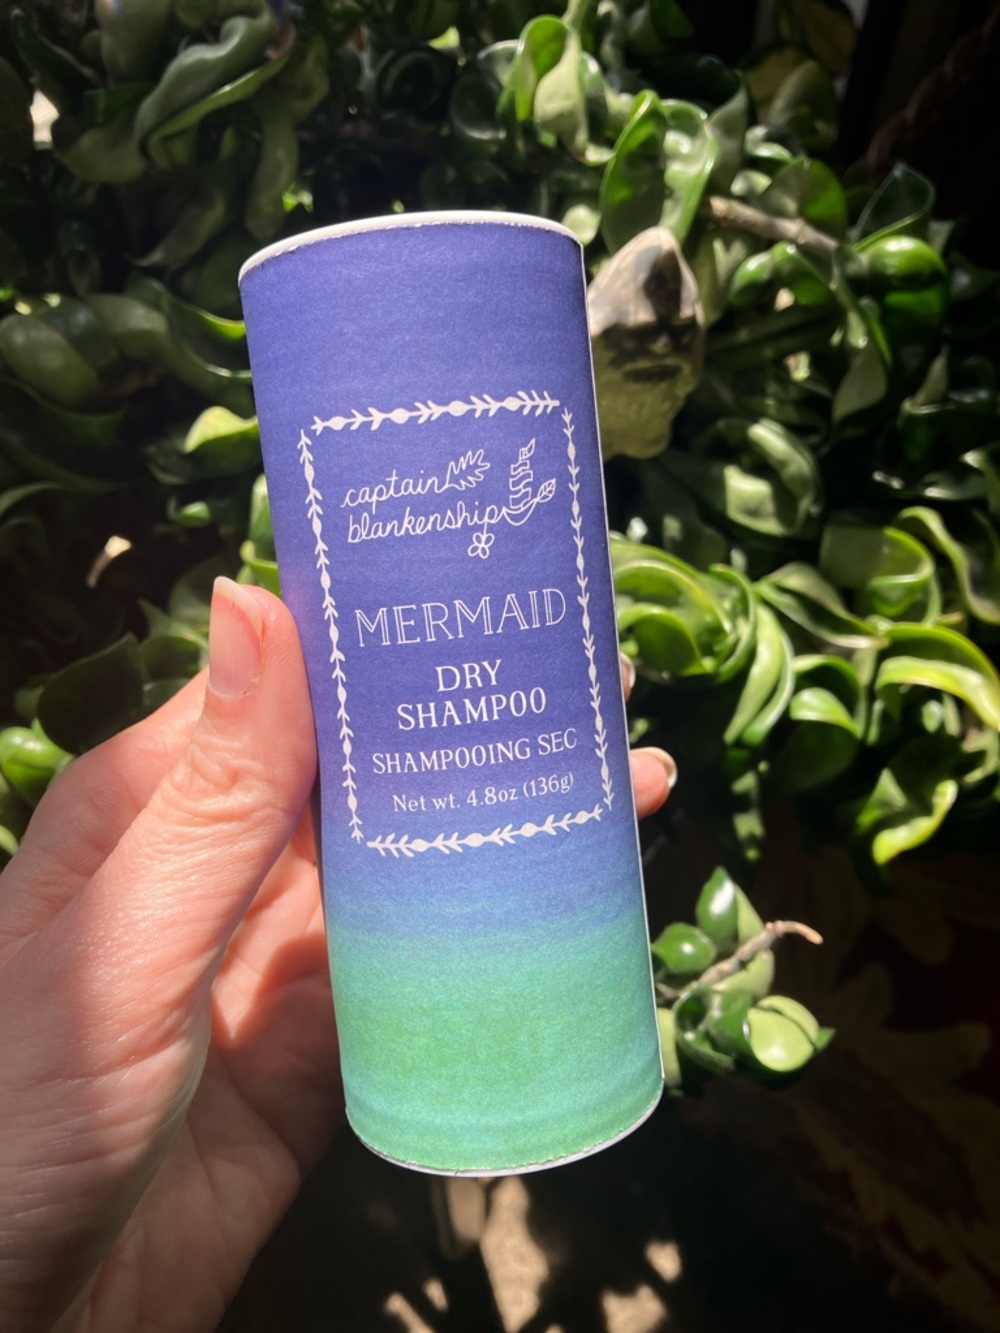 captain
blankenship
MERMAID
DRY
SHAMPOO
SHAMPOOING SEC
Net wt. 4.8oz (136g)